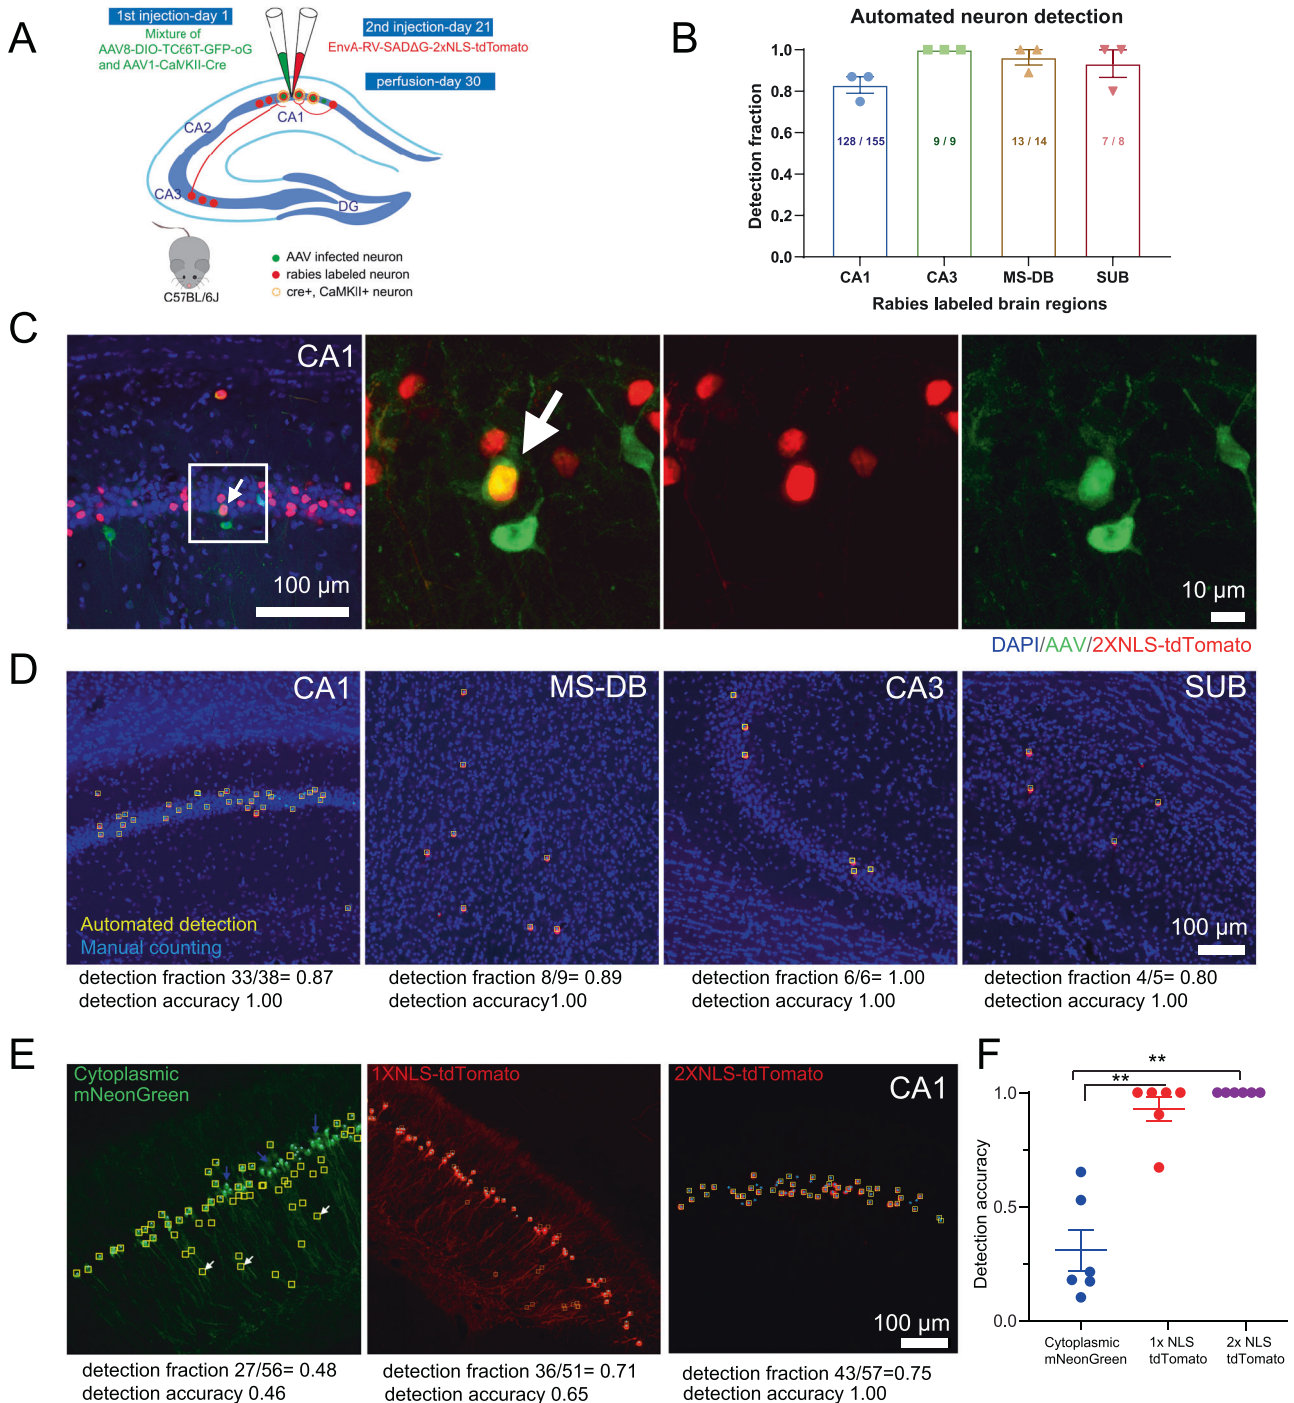 A
1st injection-day 1
Mixture of
AAV8-DIO-TC66T-GFP-oG
and AAV1-CaMKII-Cre
2nd injection-day 21
EnvA-RV-SADΔG-2xNLS-tdTomato
perfusion-day 30
CA1
CA2
CA3
DG
C57BL/6J
AAV infected neuron
rabies labeled neuron
cre+, CaMKII+ neuron
B
Automated neuron detection
Detection fraction
1.0
0.8
0.6
0.4
0.2
0.0
128 / 155
9 / 9
13 / 14
7 / 8
CA1
CA3
MS-DB
SUB
Rabies labeled brain regions
C
CA1
100 µm
10 µm
DAPI/AAV/2XNLS-tdTomato
D
CA1
MS-DB
CA3
SUB
Automated detection
Manual counting
100 µm
detection fraction 33/38= 0.87
detection accuracy 1.00
detection fraction 8/9= 0.89
detection accuracy1.00
detection fraction 6/6= 1.00
detection accuracy 1.00
detection fraction 4/5= 0.80
detection accuracy 1.00
E
Cytoplasmic
mNeonGreen
1XNLS-tdTomato
2XNLS-tdTomato
CA1
100 µm
detection fraction 27/56= 0.48
detection accuracy 0.46
detection fraction 36/51= 0.71
detection accuracy 0.65
detection fraction 43/57=0.75
detection accuracy 1.00
F
**
**
Detection accuracy
1.0
0.5
0.0
Cytoplasmic
mNeonGreen
1x NLS
tdTomato
2x NLS
tdTomato